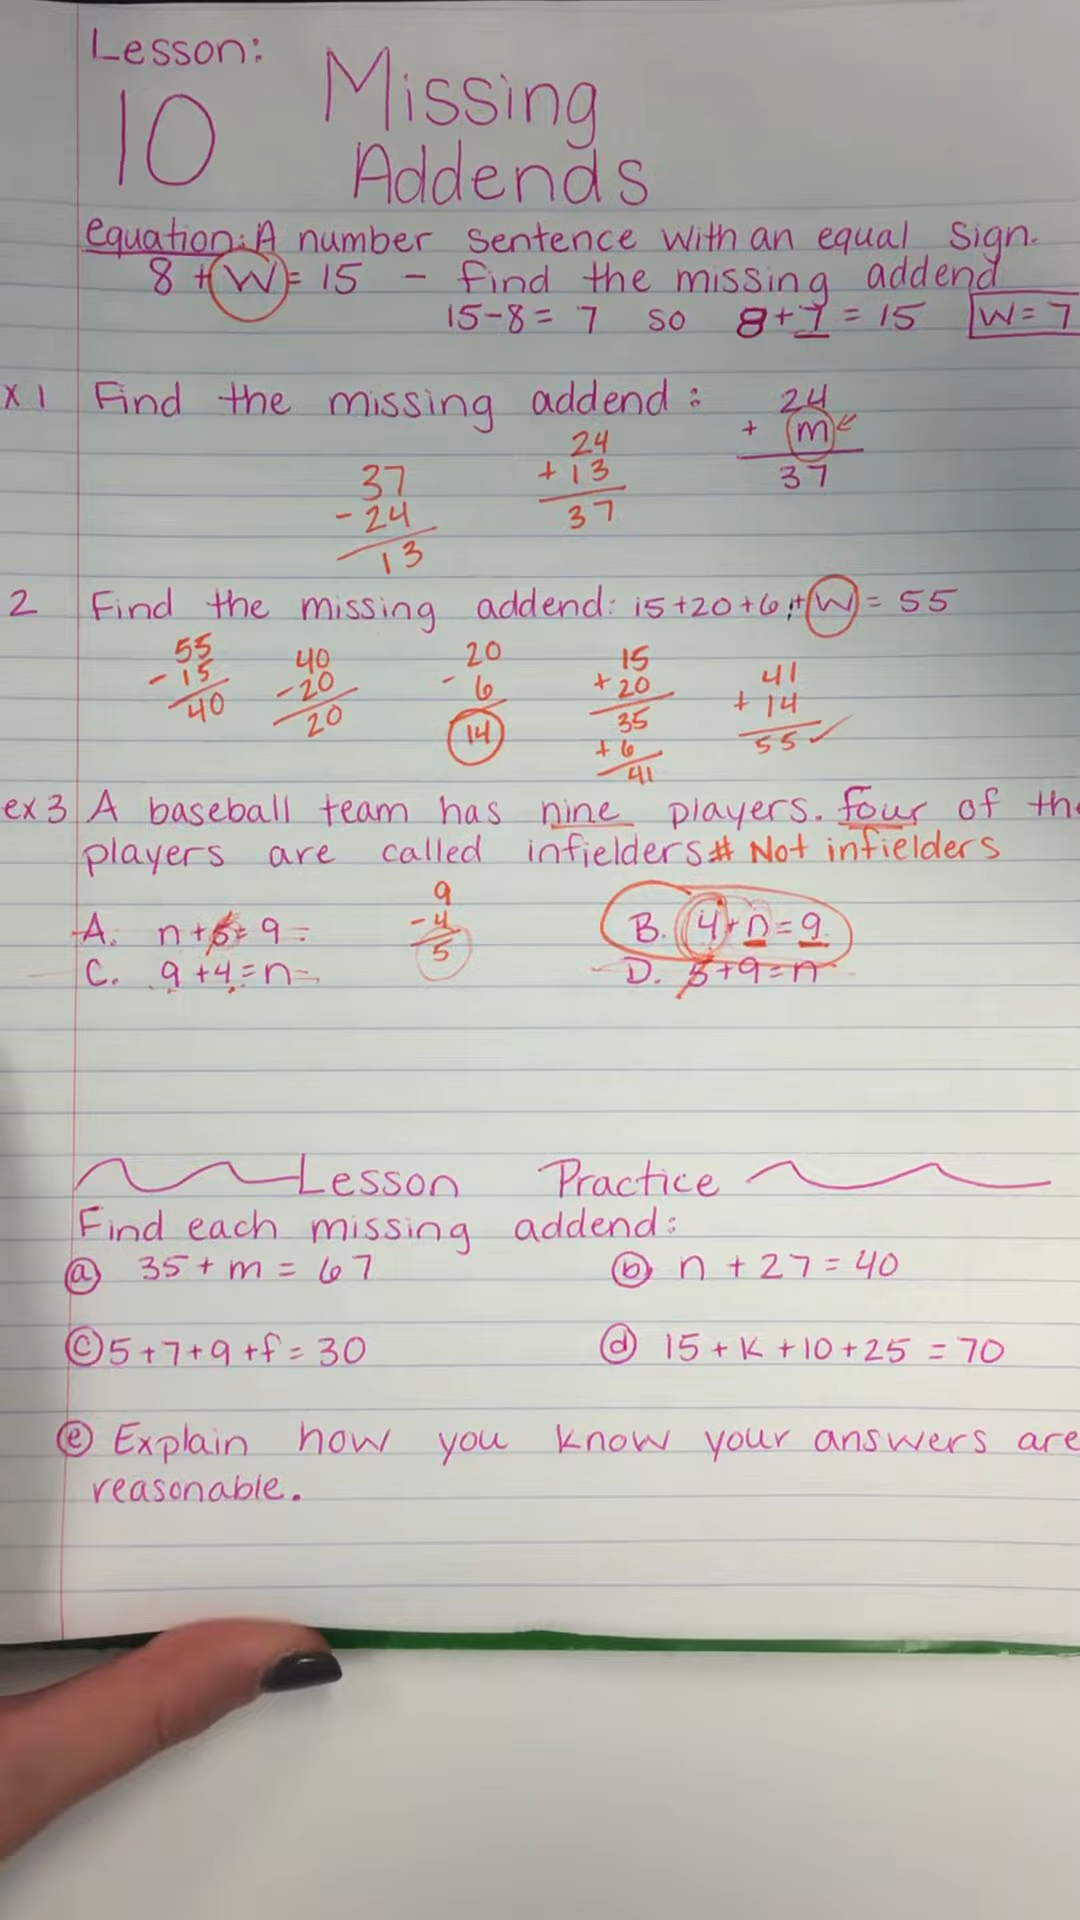 Lesson:
10
Missing
Addends
equation: A number sentence with an equal sign.
8 + W = 15 - find the missing addend
15-8 = 7 so 8+7 = 15 W = 7
x 1 Find the missing addend:
24
+ m
37
37
-24
13
24
+ 13
37
2 Find the missing addend: 15+20+6+W = 55
55
- 15
40
40
-20
20
20
- 6
14
15
+ 20
35
+ 6
41
41
+ 14
55 ✓
ex 3 A baseball team has nine players. four of the
players are called infielders # Not infielders
9
-4
5
A. n+5=9
B. 4+n=9
C. 9+4=n
D. 5+9=n
Lesson Practice
Find each missing addend:
a 35 + m = 67
b n + 27 = 40
c 5+7+9+f = 30
d 15 + k + 10 + 25 = 70
e Explain how you know your answers are
reasonable.